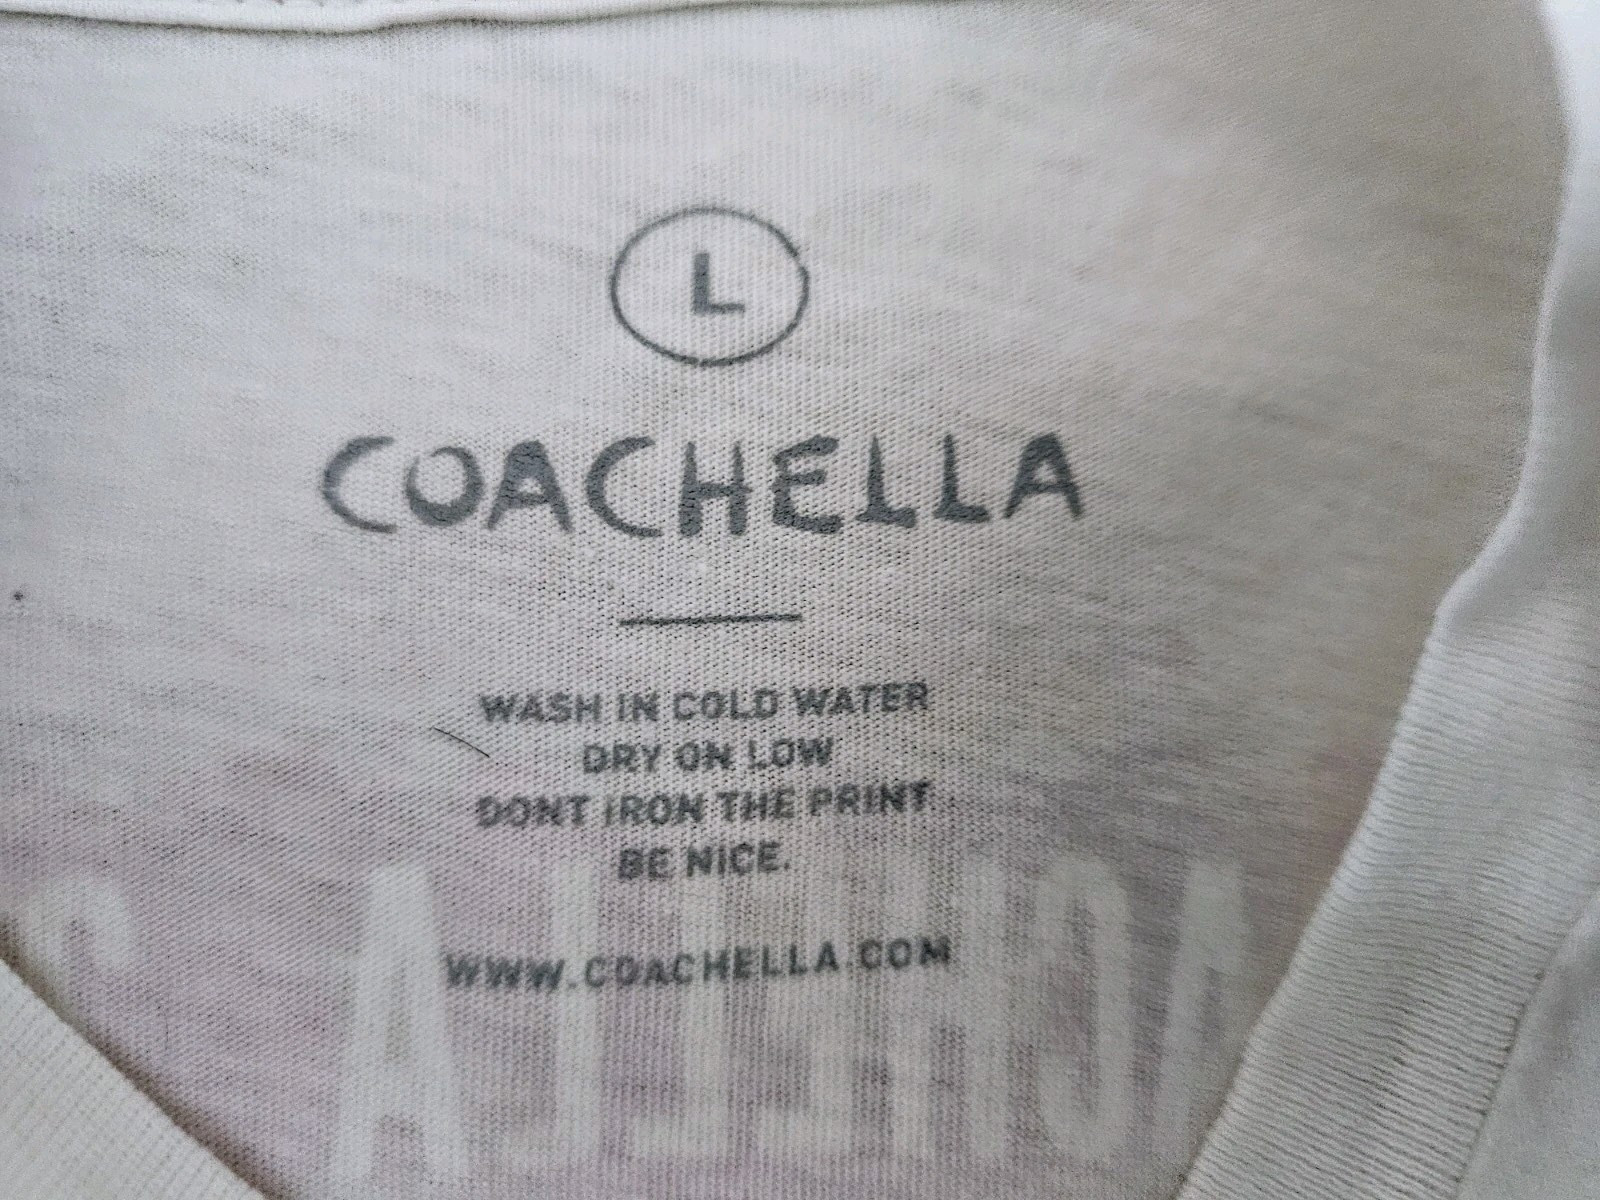 L
COACHELLA
WASH IN COLD WATER
DRY ON LOW
DONT IRON THE PRINT
BE NICE.
WWW.COACHELLA.COM